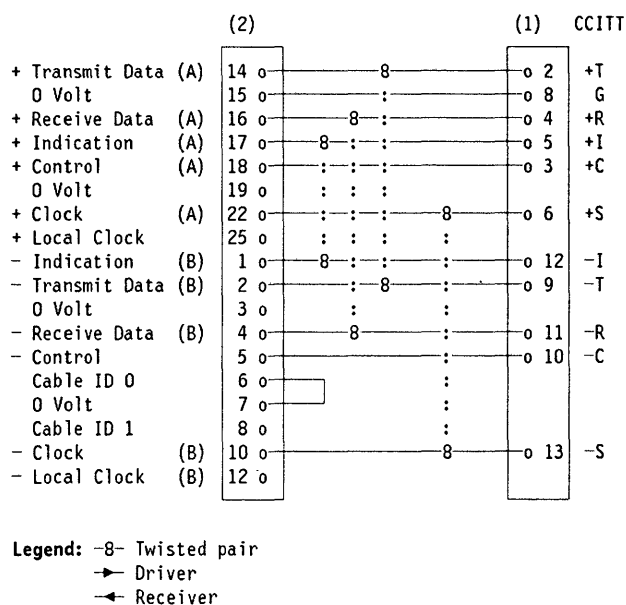 (2) (1) CCITT
+ Transmit Data (A) 14 o 8 o 2 +T
0 Volt 15 o : o 8 G
+ Receive Data (A) 16 o 8 : o 4 +R
+ Indication (A) 17 o 8 : : o 5 +I
+ Control (A) 18 o : : : o 3 +C
0 Volt 19 o : : :
+ Clock (A) 22 o : : : 8 o 6 +S
+ Local Clock 25 o : : : :
- Indication (B) 1 o 8 : : : o 12 -I
- Transmit Data (B) 2 o : 8 : o 9 -T
0 Volt 3 o : :
- Receive Data (B) 4 o 8 : o 11 -R
- Control 5 o : o 10 -C
Cable ID 0 6 o :
0 Volt 7 o :
Cable ID 1 8 o :
- Clock (B) 10 o 8 o 13 -S
- Local Clock (B) 12 o
Legend: -8- Twisted pair
Driver
Receiver